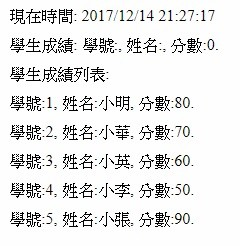 現在時間: 2017/12/14 21:27:17
學生成績: 學號:, 姓名:, 分數:0.
學生成績列表:
學號:1, 姓名:小明, 分數:80.
學號:2, 姓名:小華, 分數:70.
學號:3, 姓名:小英, 分數:60.
學號:4, 姓名:小李, 分數:50.
學號:5, 姓名:小張, 分數:90.